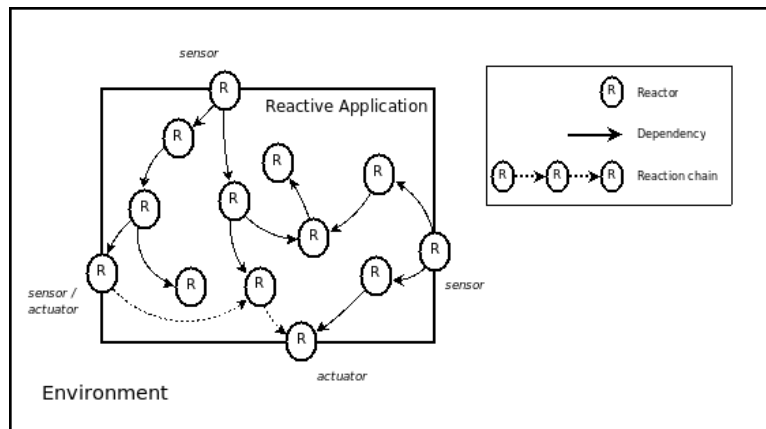 sensor
R
Reactive Application
R
R
R
R
R
R
R
R
R
R
R
R
R
sensor
sensor /
actuator
actuator
Environment
R Reactor
Dependency
R R R Reaction chain